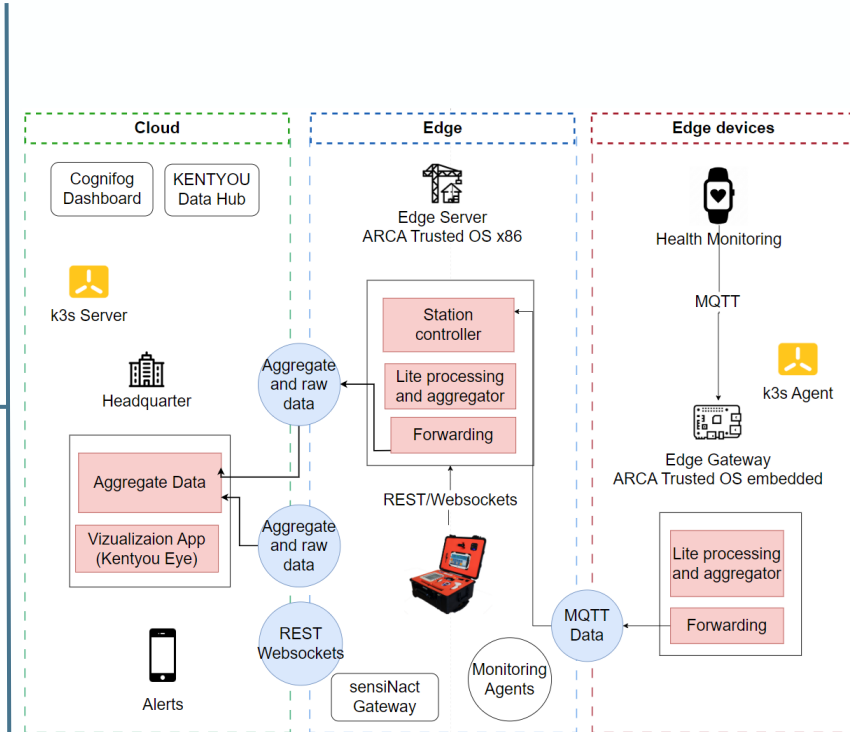 Cloud
Edge
Edge devices
Cognifog
Dashboard
KENTYOU
Data Hub
k3s Server
Headquarter
Aggregate Data
Vizualizaion App
(Kentyou Eye)
Alerts
Aggregate
and raw
data
Aggregate
and raw
data
REST
Websockets
Edge Server
ARCA Trusted OS x86
Station
controller
Lite processing
and aggregator
Forwarding
REST/Websockets
sensiNact
Gateway
Monitoring
Agents
MQTT
Data
Health Monitoring
MQTT
k3s Agent
Edge Gateway
ARCA Trusted OS embedded
Lite processing
and aggregator
Forwarding